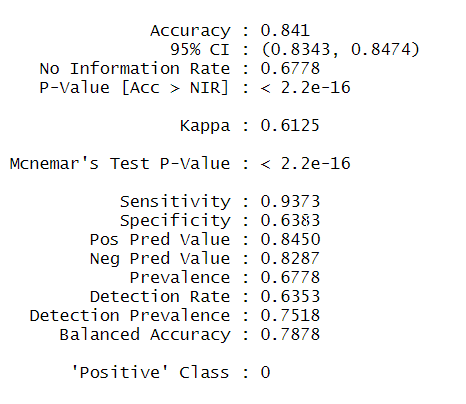 Accuracy : 0.841
95% CI : (0.8343, 0.8474)
No Information Rate : 0.6778
P-Value [Acc > NIR] : < 2.2e-16
Kappa : 0.6125
Mcnemar's Test P-Value : < 2.2e-16
Sensitivity : 0.9373
Specificity : 0.6383
Pos Pred Value : 0.8450
Neg Pred Value : 0.8287
Prevalence : 0.6778
Detection Rate : 0.6353
Detection Prevalence : 0.7518
Balanced Accuracy : 0.7878
'Positive' Class : 0